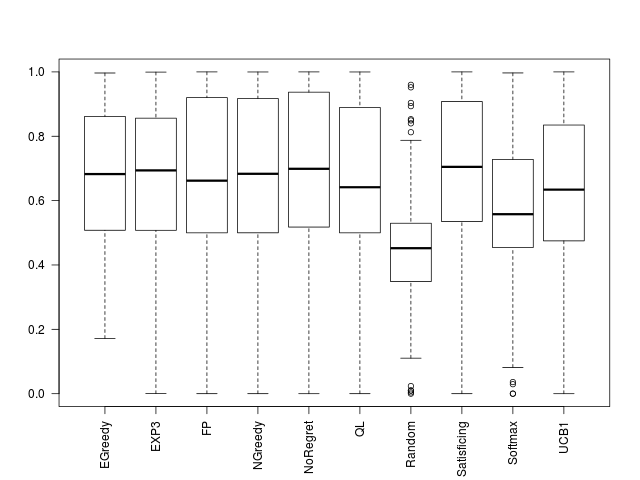 1.0
0.8
0.6
0.4
0.2
0.0
EGreedy
EXP3
FP
NGreedy
NoRegret
QL
Random
Satisficing
Softmax
UCB1